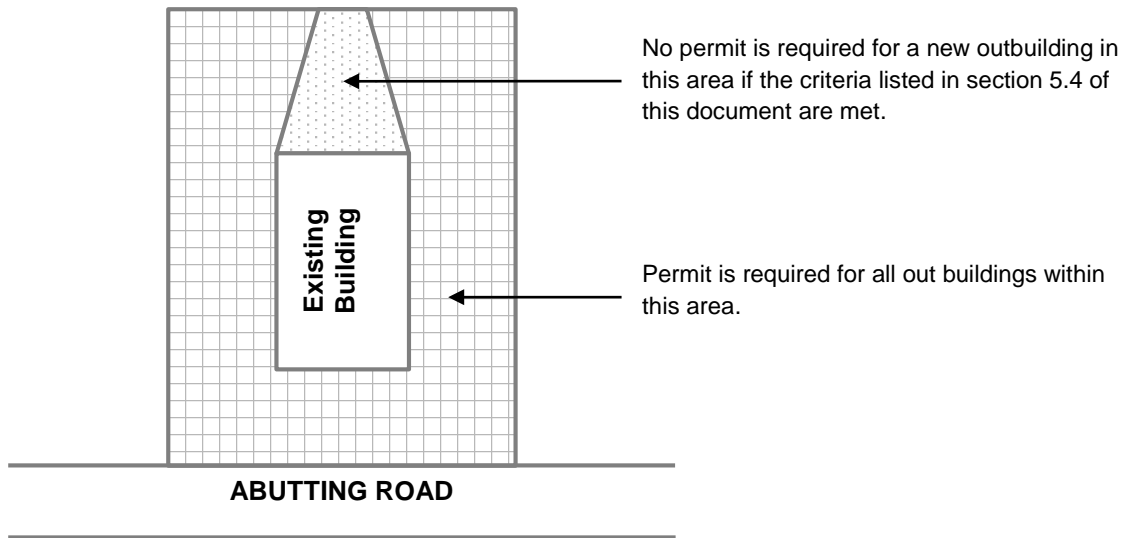 No permit is required for a new outbuilding in
this area if the criteria listed in section 5.4 of
this document are met.
Existing
Building
Permit is required for all out buildings within
this area.
ABUTTING ROAD